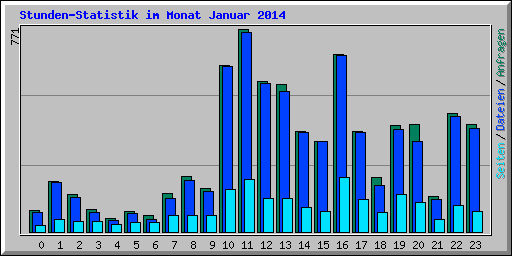 Stunden-Statistik im Monat Januar 2014
771
Seiten / Dateien / Anfragen
0 1 2 3 4 5 6 7 8 9 10 11 12 13 14 15 16 17 18 19 20 21 22 23